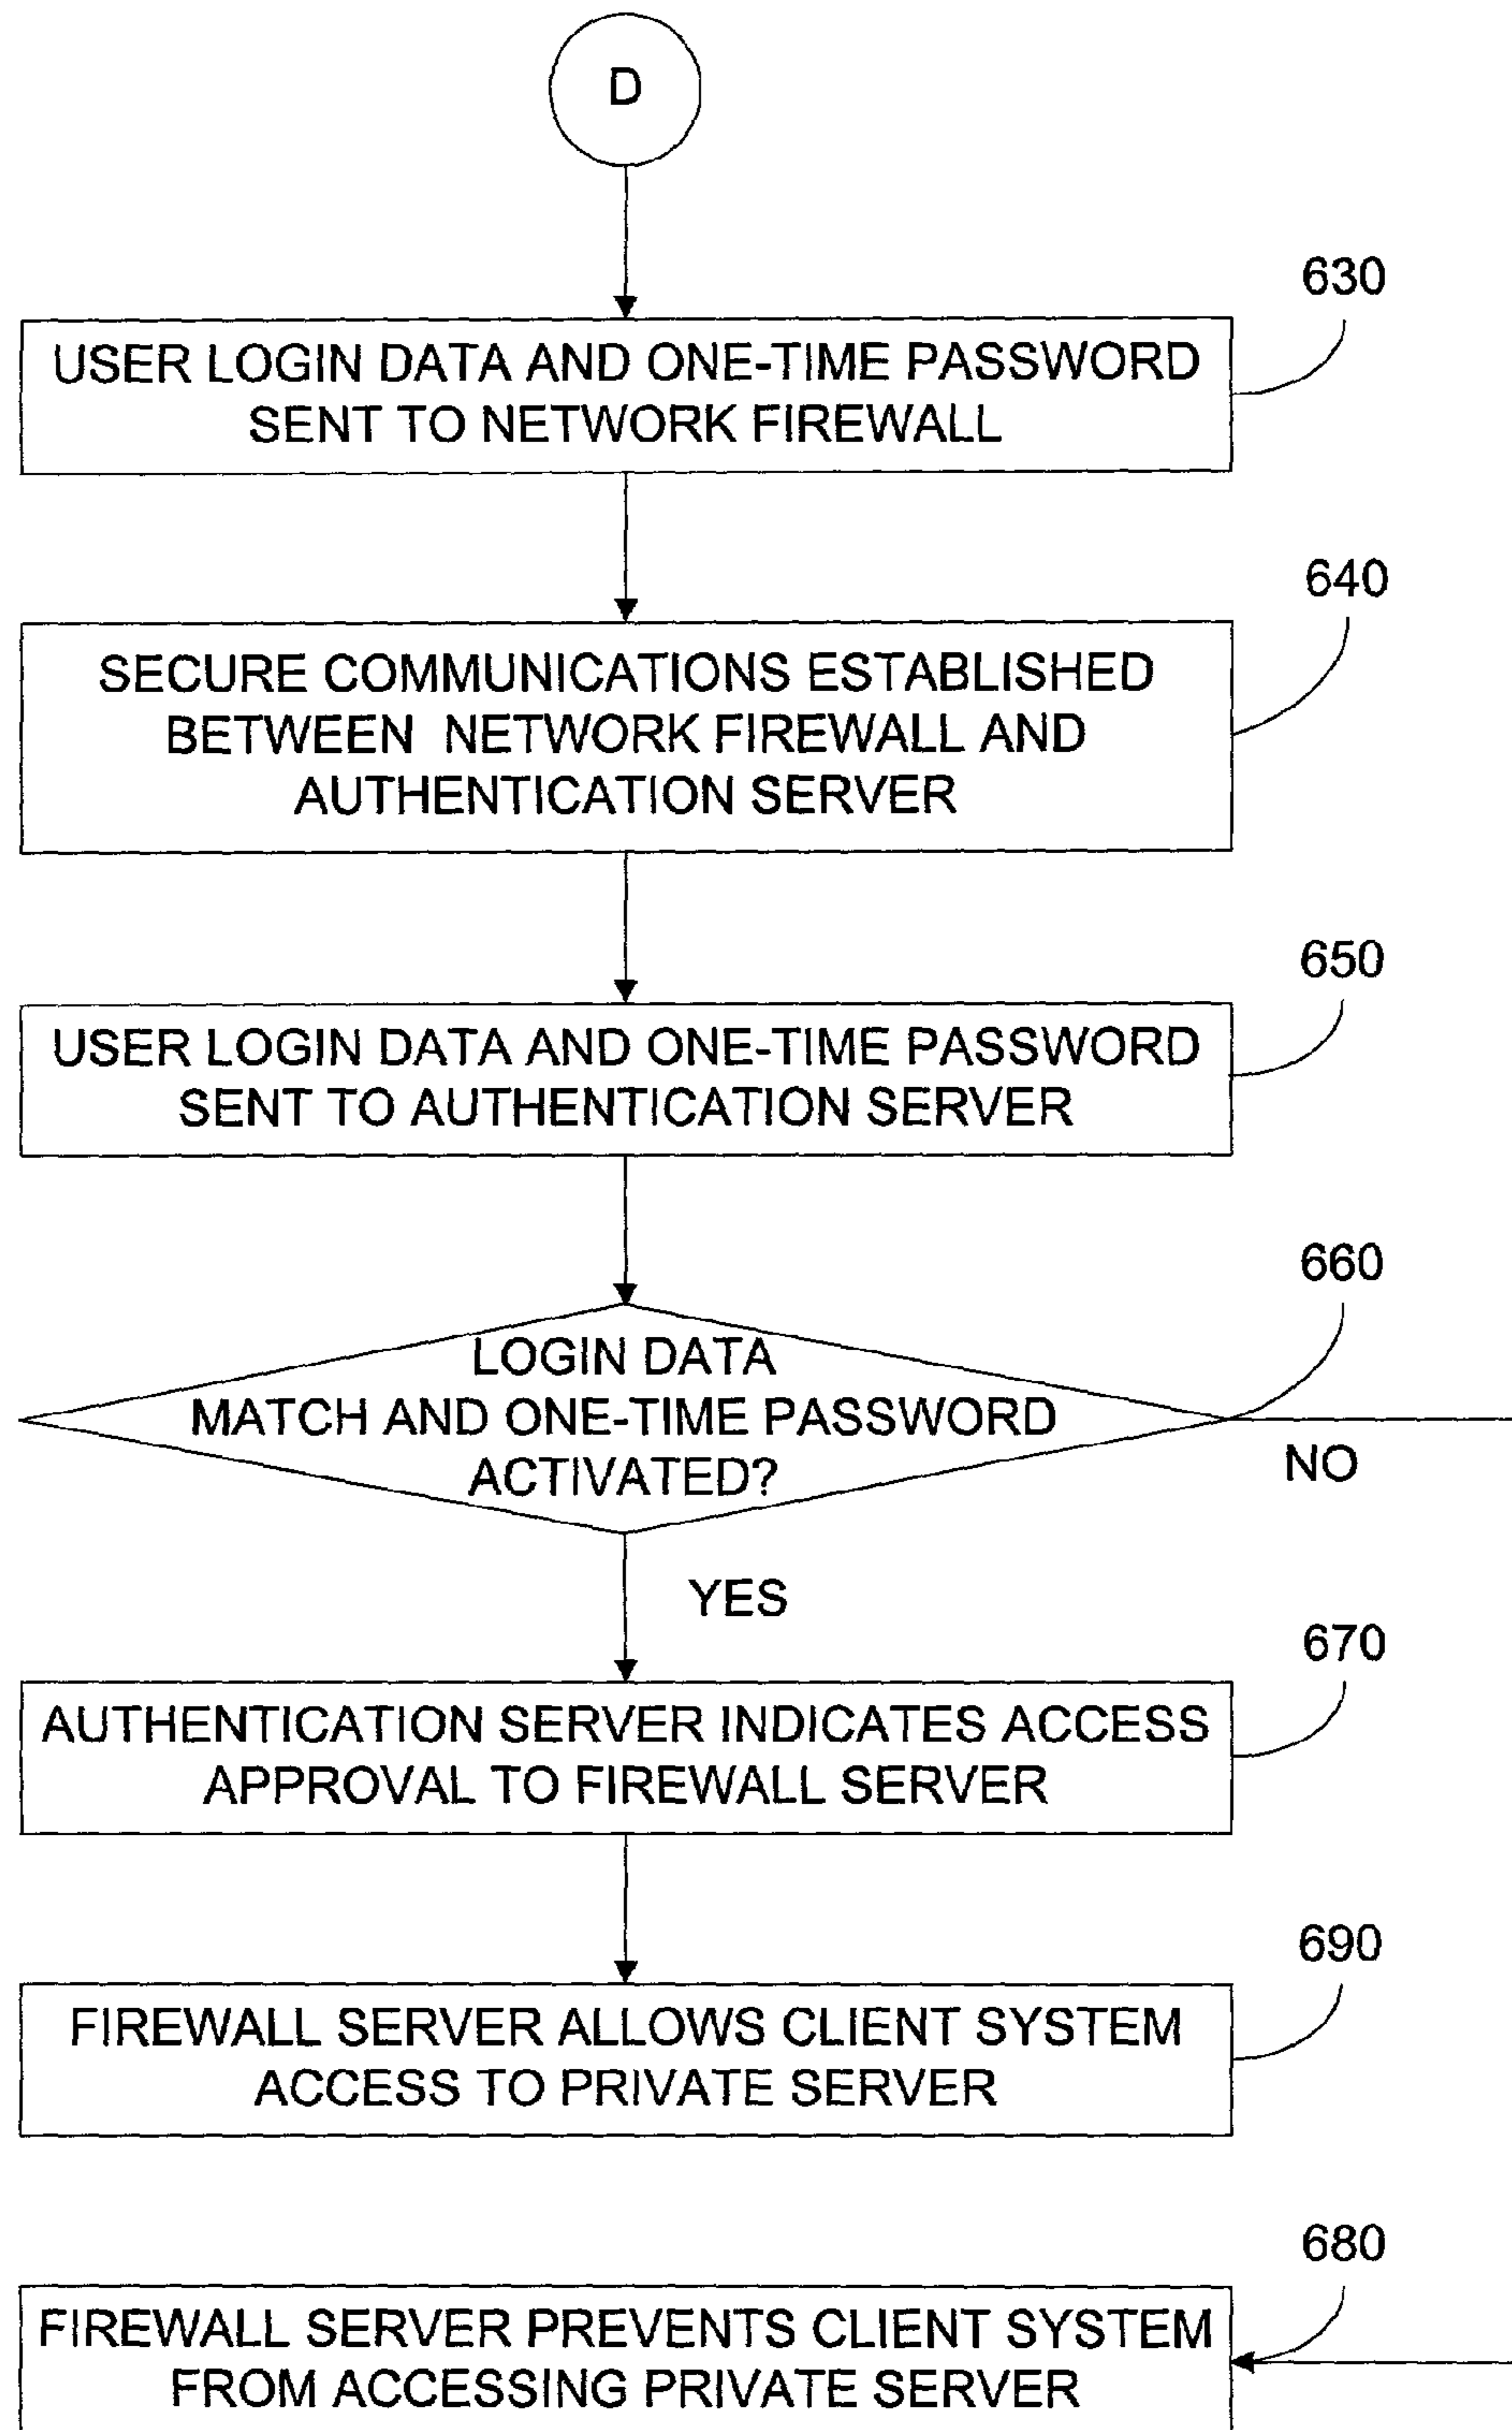 D
630
USER LOGIN DATA AND ONE-TIME PASSWORD
SENT TO NETWORK FIREWALL
640
SECURE COMMUNICATIONS ESTABLISHED
BETWEEN NETWORK FIREWALL AND
AUTHENTICATION SERVER
650
USER LOGIN DATA AND ONE-TIME PASSWORD
SENT TO AUTHENTICATION SERVER
660
LOGIN DATA
MATCH AND ONE-TIME PASSWORD
ACTIVATED?
NO
YES
670
AUTHENTICATION SERVER INDICATES ACCESS
APPROVAL TO FIREWALL SERVER
690
FIREWALL SERVER ALLOWS CLIENT SYSTEM
ACCESS TO PRIVATE SERVER
680
FIREWALL SERVER PREVENTS CLIENT SYSTEM
FROM ACCESSING PRIVATE SERVER